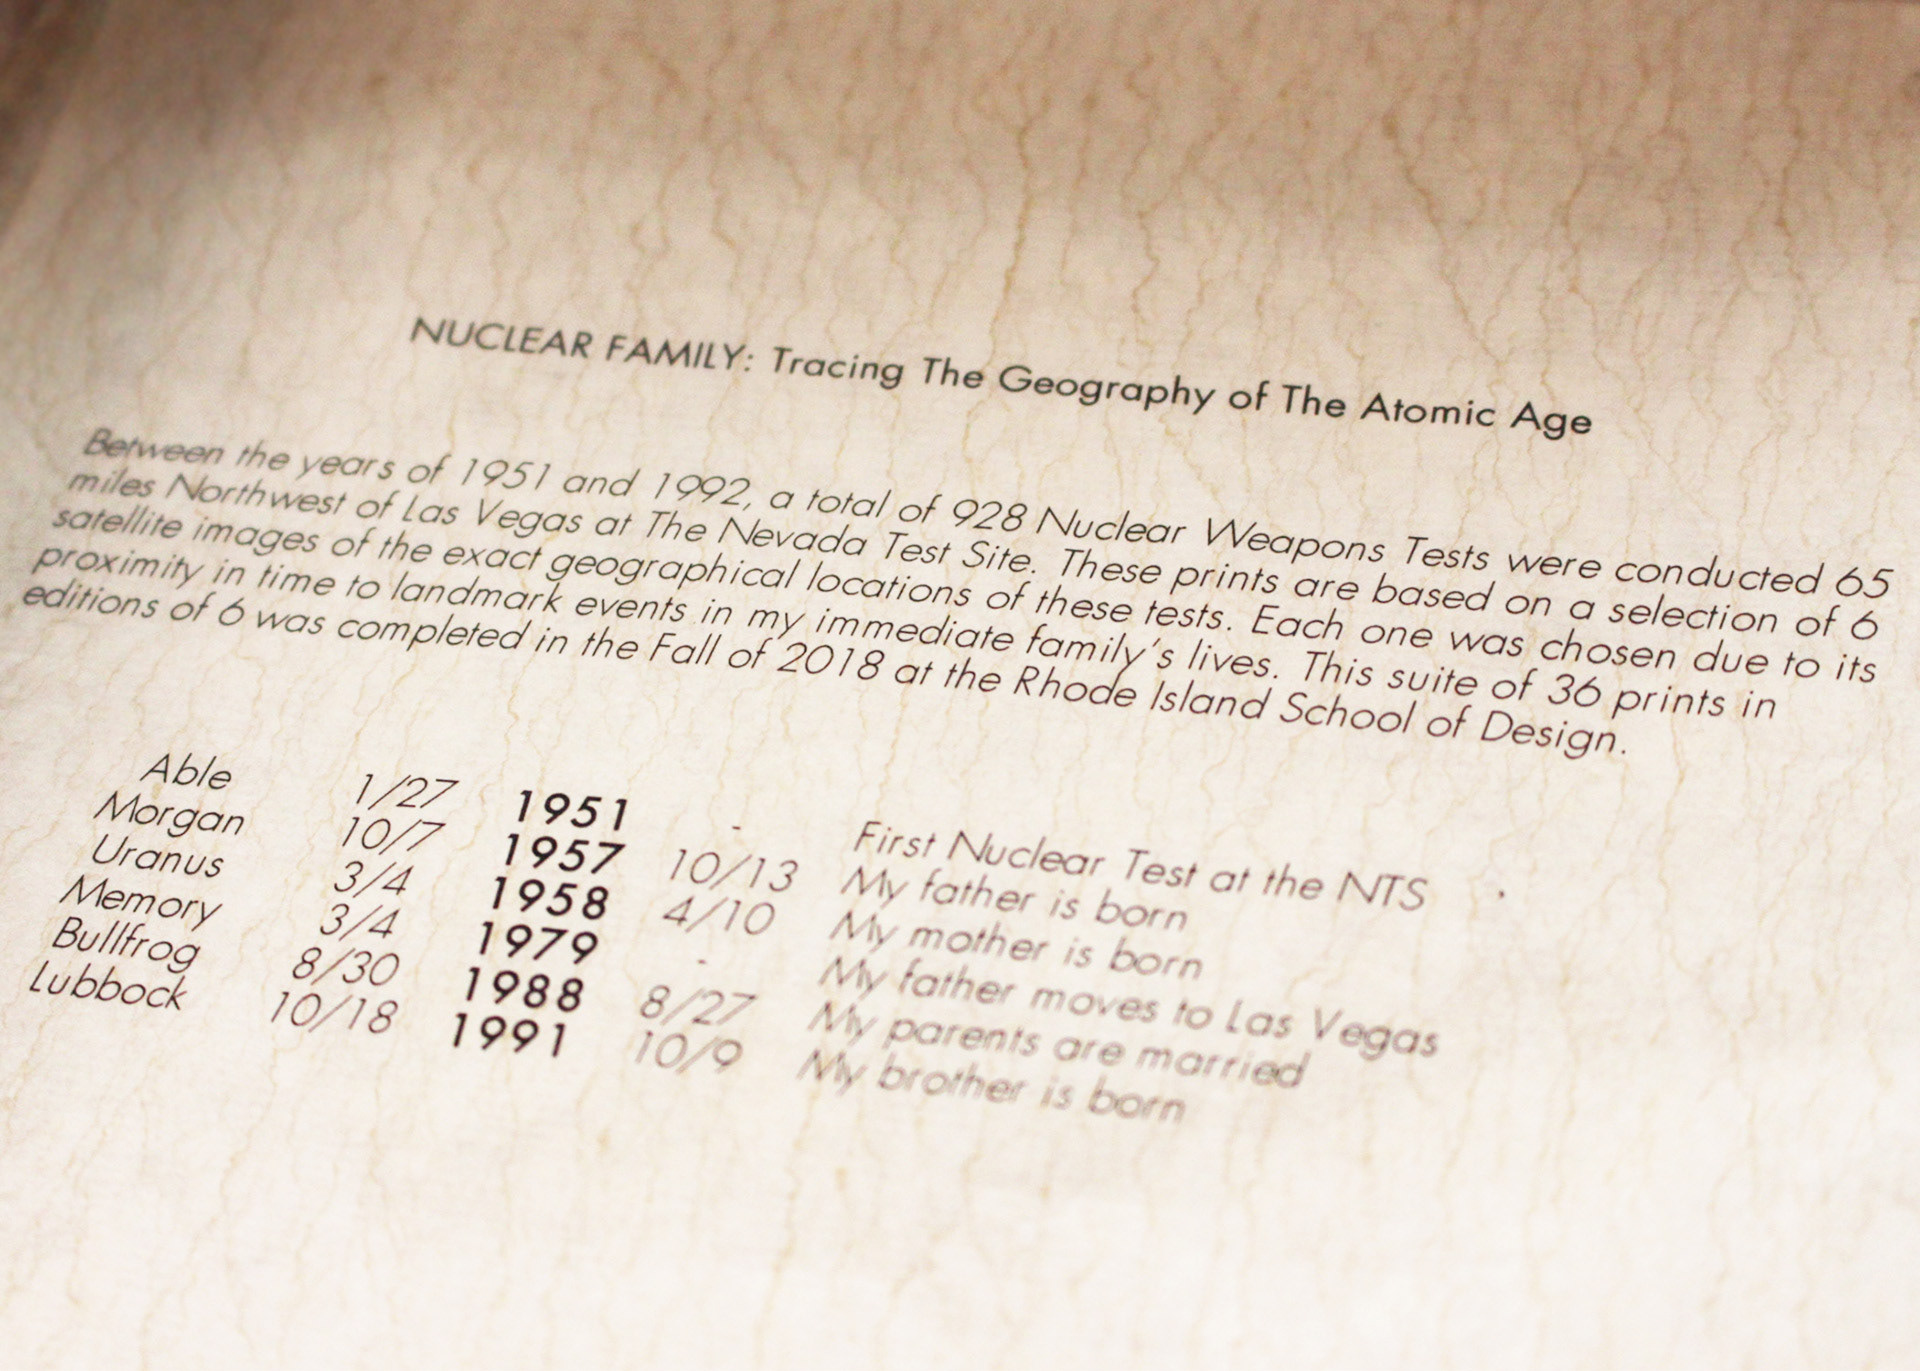 NUCLEAR FAMILY: Tracing The Geography of The Atomic Age
Between the years of 1951 and 1992, a total of 928 Nuclear Weapons Tests were conducted 65
miles Northwest of Las Vegas at The Nevada Test Site. These prints are based on a selection of 6
satellite images of the exact geographical locations of these tests. Each one was chosen due to its
proximity in time to landmark events in my immediate family's lives. This suite of 36 prints in
editions of 6 was completed in the Fall of 2018 at the Rhode Island School of Design.
Able 1/27 1951 - First Nuclear Test at the NTS
Morgan 10/7 1957 10/13 My father is born
Uranus 3/4 1958 4/10 My mother is born
Memory 3/4 1979 - My father moves to Las Vegas
Bullfrog 8/30 1988 8/27 My parents are married
Lubbock 10/18 1991 10/9 My brother is born